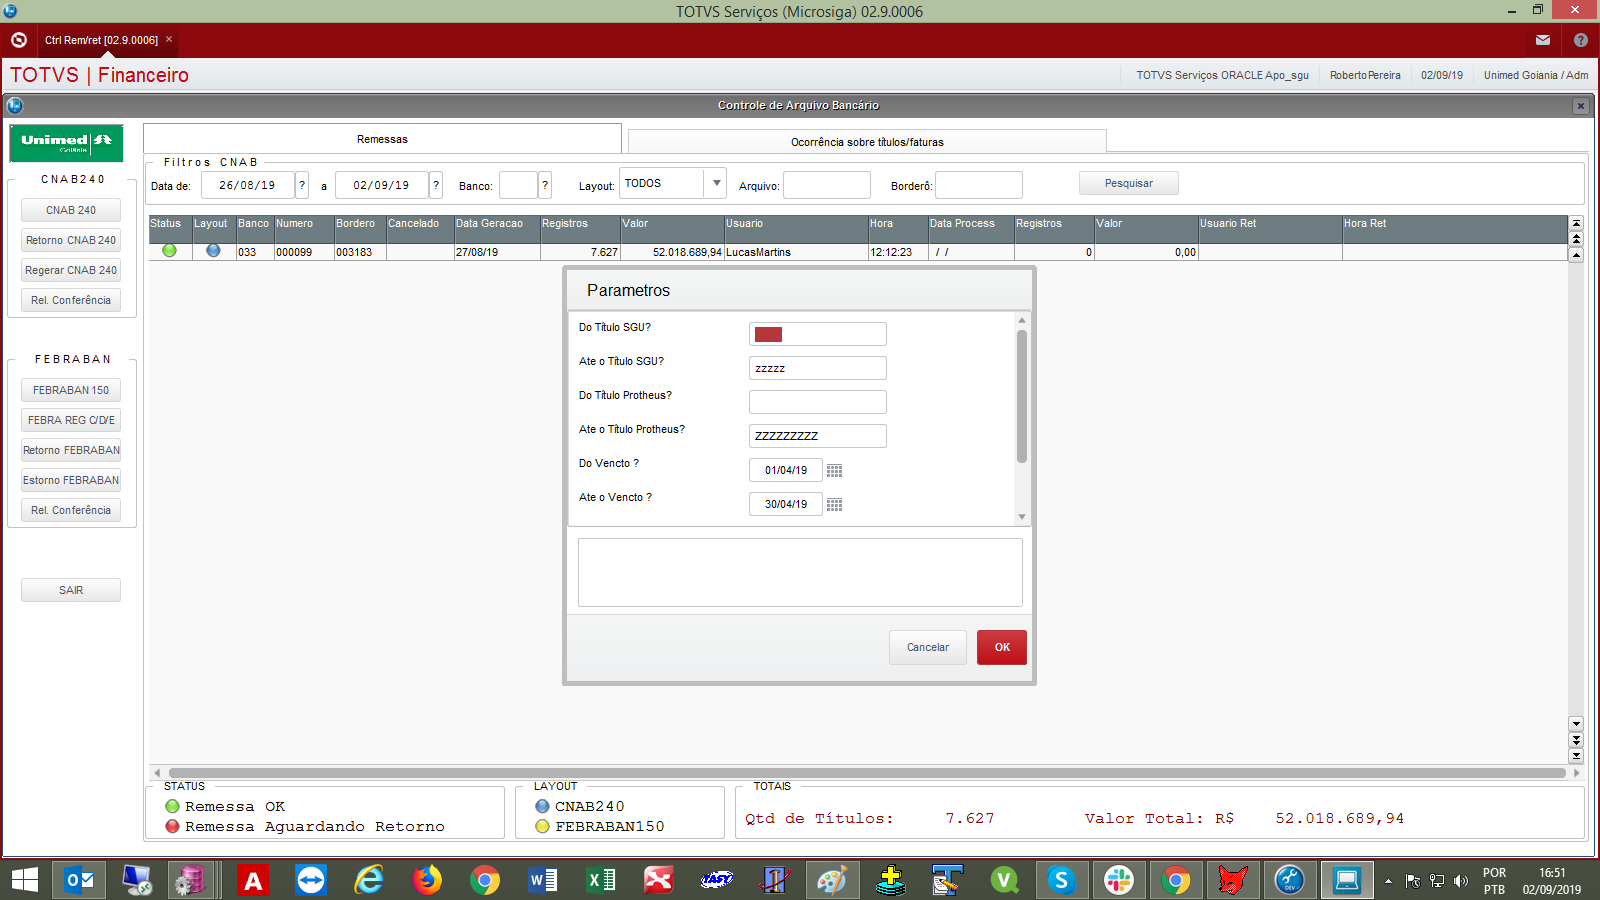 TOTVS Serviços (Microsiga) 02.9.0006
Ctrl Rem/ret [02.9.0006]
TOTVS | Financeiro
TOTVS Serviços ORACLE Apo_sgu
RobertoPereira
02/09/19
Unimed Goiania / Adm
Controle de Arquivo Bancário
Unimed
Goiânia
Remessas
Ocorrência sobre títulos/faturas
Filtros CNAB
Data de: 26/08/19 ? a 02/09/19 ? Banco: ? Layout: TODOS Arquivo: Borderô: Pesquisar
CNAB240
CNAB 240
Retorno CNAB 240
Regerar CNAB 240
Rel. Conferência
FEBRABAN
FEBRABAN 150
FEBRA REG C/D/E
Retorno FEBRABAN
Estorno FEBRABAN
Rel. Conferência
SAIR
Status Layout Banco Numero Bordero Cancelado Data Geracao Registros Valor Usuario Hora Data Process Registros Valor Usuario Ret Hora Ret
033 000099 003183 27/08/19 7.627 52.018.689,94 LucasMartins 12:12:23 / / 0 0,00
Parametros
Do Título SGU?
Ate o Título SGU? zzzzz
Do Título Protheus?
Ate o Título Protheus? ZZZZZZZZZ
Do Vencto ? 01/04/19
Ate o Vencto ? 30/04/19
Cancelar
OK
STATUS
Remessa OK
Remessa Aguardando Retorno
LAYOUT
CNAB240
FEBRABAN150
TOTAIS
Qtd de Títulos: 7.627 Valor Total: R$ 52.018.689,94
TAST
DEV
POR
PTB
16:51
02/09/2019